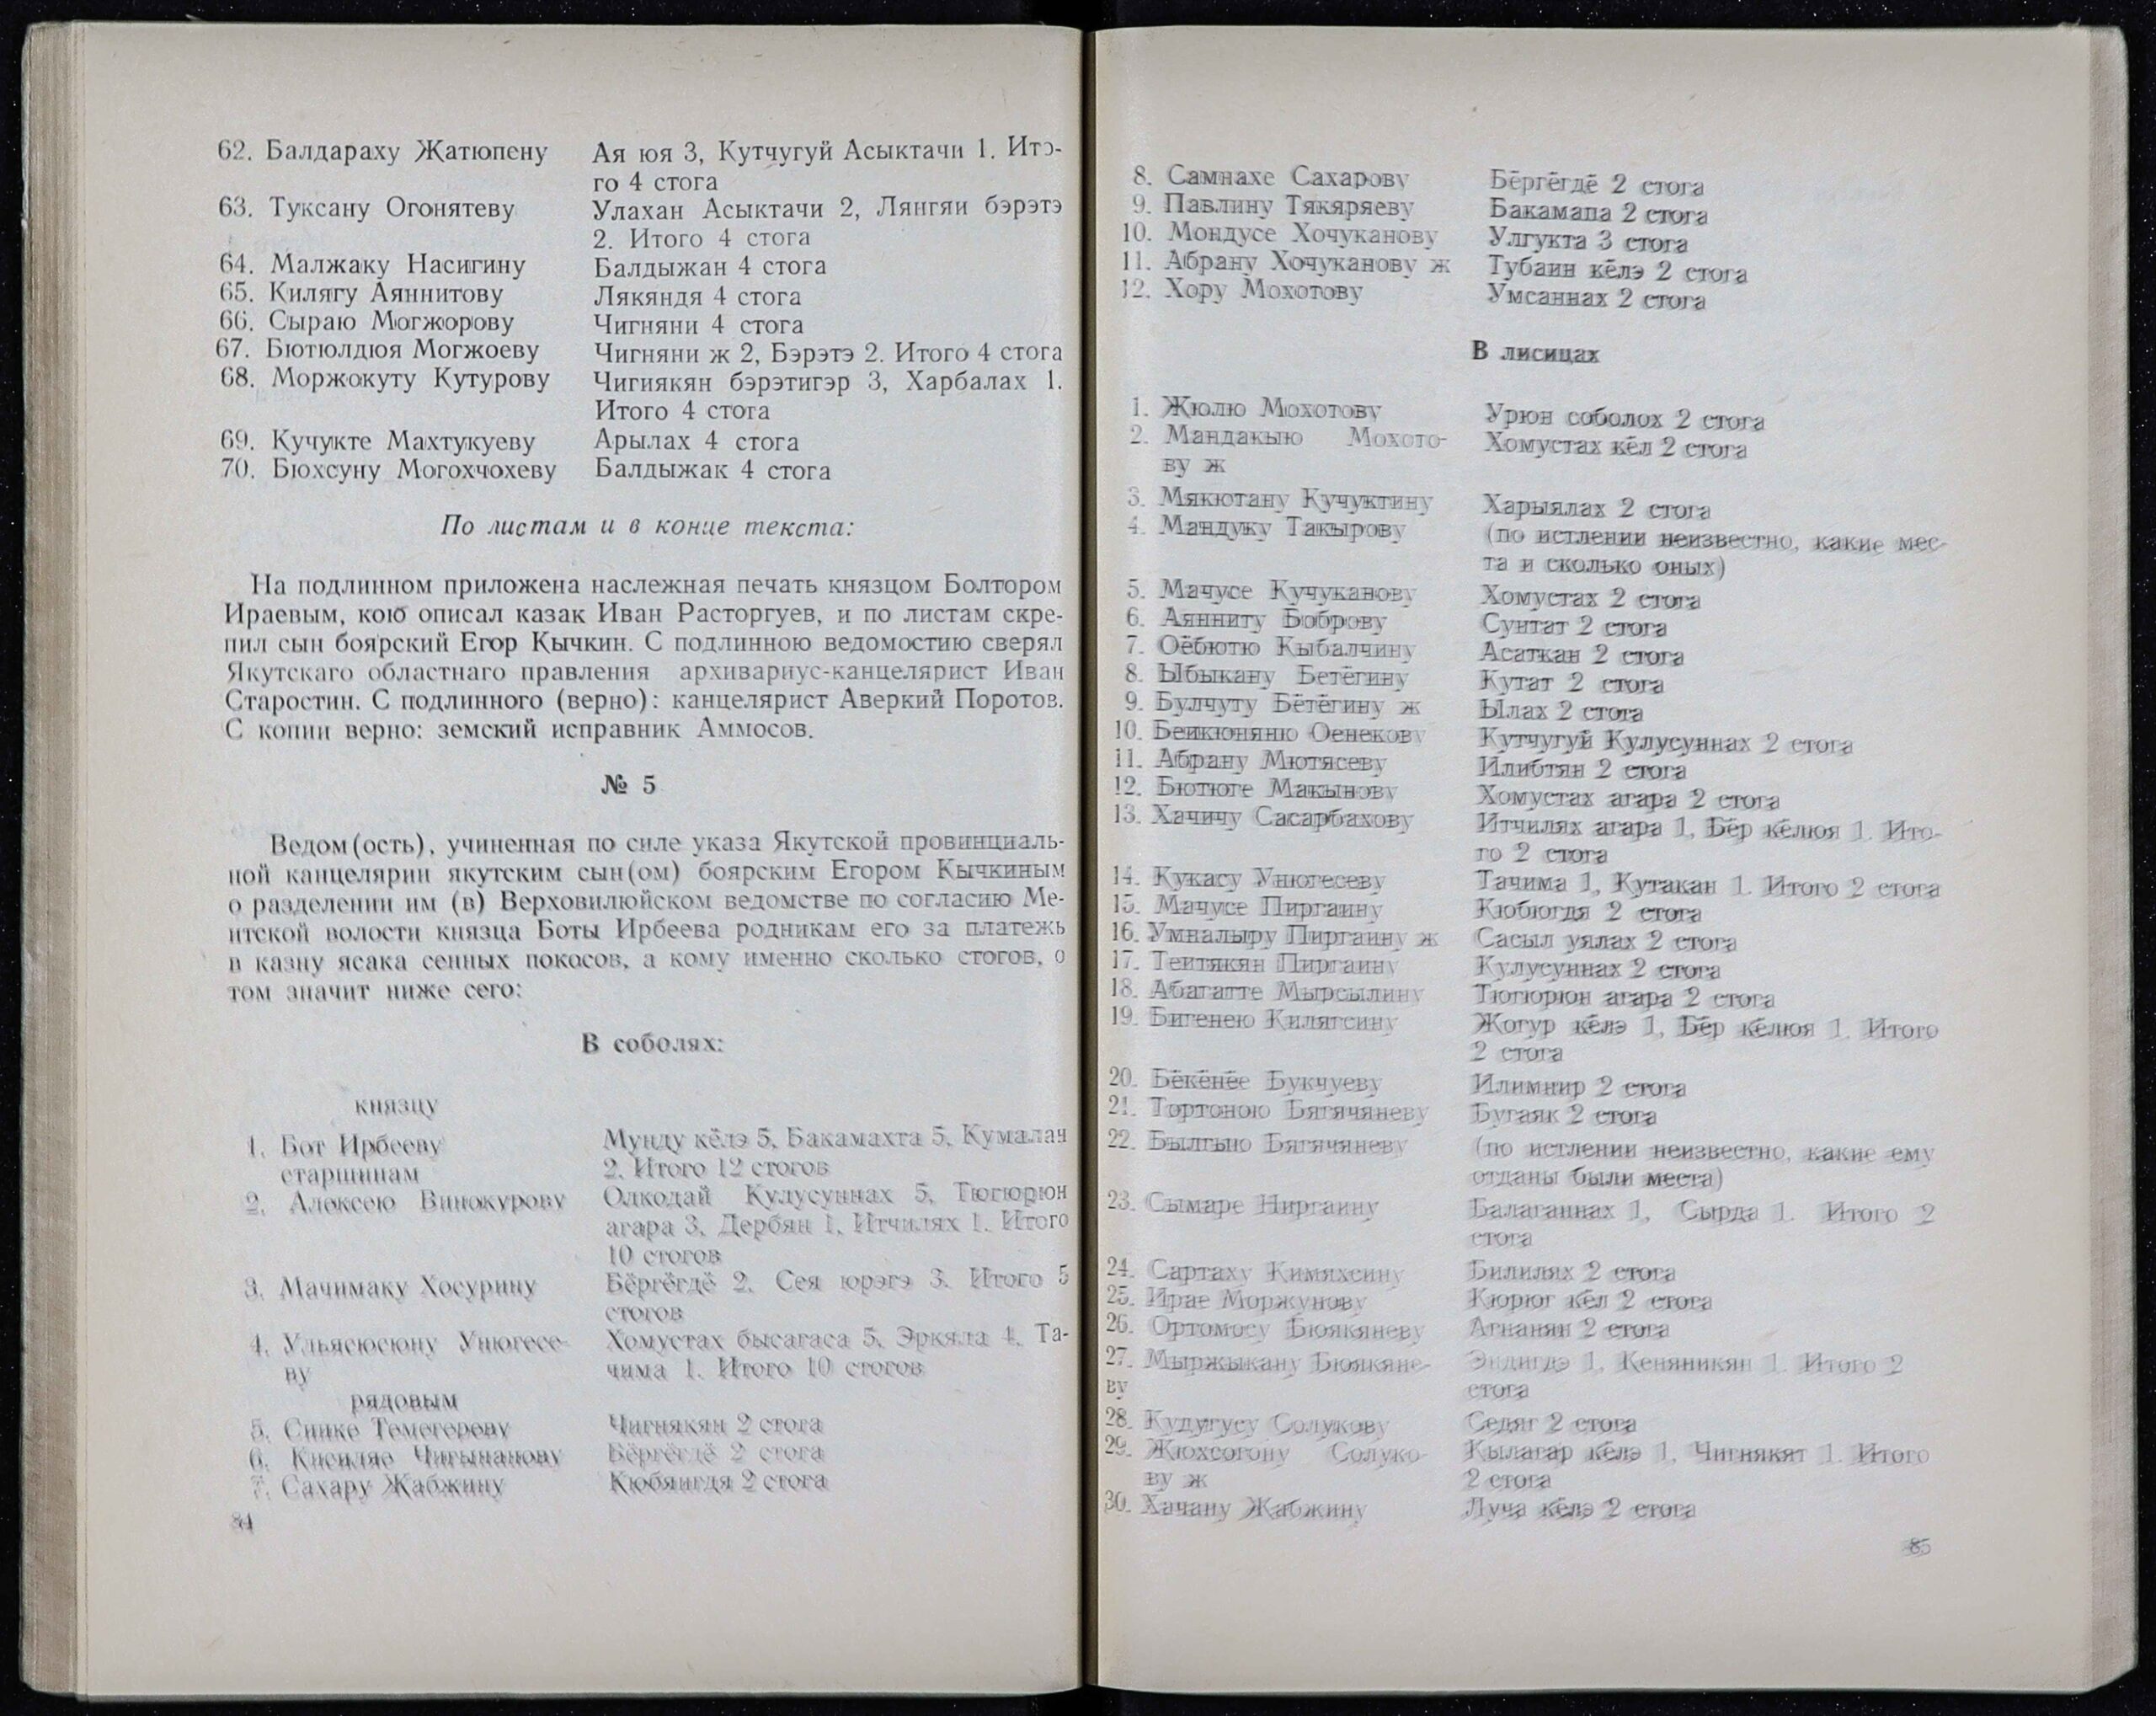 62. Балдараху Жатюпену Ая юя 3, Кутчугуй Асыктачи 1. Ито-
го 4 стога
63. Туксану Огонятеву Улахан Асыктачи 2, Лянгяи бэрэтэ
2. Итого 4 стога
64. Малжаку Насигину Балдыжан 4 стога
65. Килягу Аяннитову Лякяндя 4 стога
66. Сыраю Могжорову Чигняни 4 стога
67. Бютюлдюя Могжоеву Чигняни ж 2, Бэрэтэ 2. Итого 4 стога
68. Моржокуту Кутурову Чигиякян бэрэтигэр 3, Харбалах 1.
Итого 4 стога
69. Кучукте Махтукуеву Арылах 4 стога
70. Бюхсуну Могохчохеву Балдыжак 4 стога
По листам и в конце текста:
На подлинном приложена наслежная печать князцом Болтором
Ираевым, кою описал казак Иван Расторгуев, и по листам скре-
пил сын боярский Егор Кычкин. С подлинною ведомостию сверял
Якутскаго областнаго правления архивариус-канцелярист Иван
Старостин. С подлинного (верно): канцелярист Аверкий Поротов.
С копии верно: земский исправник Аммосов.
№ 5
Ведом(ость), учиненная по силе указа Якутской провинциаль-
ной канцелярии якутским сын(ом) боярским Егором Кычкиным
о разделении им (в) Верховилюйском ведомстве по согласию Ме-
итской волости князца Боты Ирбеева родникам его за платежь
в казну ясака сенных покосов, а кому именно сколько стогов, о
том значит ниже сего:
В соболях:
князцу
1. Бот Ирбееву Мунду кёлэ 5, Бакамахта 5, Кумалан
старшинам 2. Итого 12 стогов
2. Алексею Винокурову Олкодай Кулусуннах 5, Тюгюрюн
агара 3, Дербян 1, Итчилях 1. Итого
10 стогов
3. Мачимаку Хосурину Бёргёгдё 2, Сея юрэгэ 3. Итого 5
стогов
4. Ульясюсюну Унюгесе- Хомустах бысагаса 5, Эркяла 4, Та-
ву чима 1. Итого 10 стогов
рядовым
5. Синке Темегереву Чигнякян 2 стога
6. Кисиляе Чигынанову Бёргёгдё 2 стога
7. Сахару Жабжину Кюбяигдя 2 стога
84
8. Самнахе Сахарову Бёргёгдё 2 стога
9. Павлину Тякяряеву Бакамапа 2 стога
10. Мондусе Хочуканову Улгукта 3 стога
11. Абрану Хочуканову ж Тубаин кёлэ 2 стога
12. Хору Мохотову Умсаннах 2 стога
В лисицах
1. Жюлю Мохотову Урюн соболох 2 стога
2. Мандакыю Мохото- Хомустах кёл 2 стога
ву ж
3. Мякютану Кучуктину Харыялах 2 стога
4. Мандуку Такырову (по истлении неизвестно, какие мес-
та и сколько оных)
5. Мачусе Кучуканову Хомустах 2 стога
6. Аянниту Боброву Сунтат 2 стога
7. Оёбютю Кыбалчину Асаткан 2 стога
8. Ыбыкану Бетёгину Кутат 2 стога
9. Булчуту Бётёгину ж Ылах 2 стога
10. Беикюняню Оенекову Кутчугуй Кулусуннах 2 стога
11. Абрану Мютясеву Илибтян 2 стога
12. Бютюге Макынову Хомустах агара 2 стога
13. Хачичу Сасарбахову Итчилях агара 1, Бёр кёлюя 1. Ито-
го 2 стога
14. Кукасу Унюгесеву Тачима 1, Кутакан 1. Итого 2 стога
15. Мачусе Пиргаину Кюбюгдя 2 стога
16. Умналыру Пиргаину ж Сасыл уялах 2 стога
17. Теитякян Пиргаину Кулусуннах 2 стога
18. Абагатте Мырсылину Тюгюрюн агара 2 стога
19. Бигенею Килягсину Жогур кёлэ 1, Бёр кёлюя 1. Итого
2 стога
20. Бёкёнёе Букчуеву Илимнир 2 стога
21. Тортоною Бягячяневу Бугаяк 2 стога
22. Былгыю Бягячяневу (по истлении неизвестно, какие ему
отданы были места)
23. Сымаре Ниргаину Балаганнах 1, Сырда 1. Итого 2
стога
24. Сартаху Кимяхсину Билилях 2 стога
25. Ирае Моржунову Кюрюг кёл 2 стога
26. Ортомосу Бюякяневу Агнанян 2 стога
27. Мыржыкану Бюякяне- Эндигдэ 1, Кеняникян 1. Итого 2
ву стога
28. Кудугусу Солукову Седяг 2 стога
29. Жюхсогону Солуко- Кылагар кёлэ 1, Чигнякят 1. Итого
ву ж 2 стога
30. Хачану Жабжину Луча кёлэ 2 стога
85